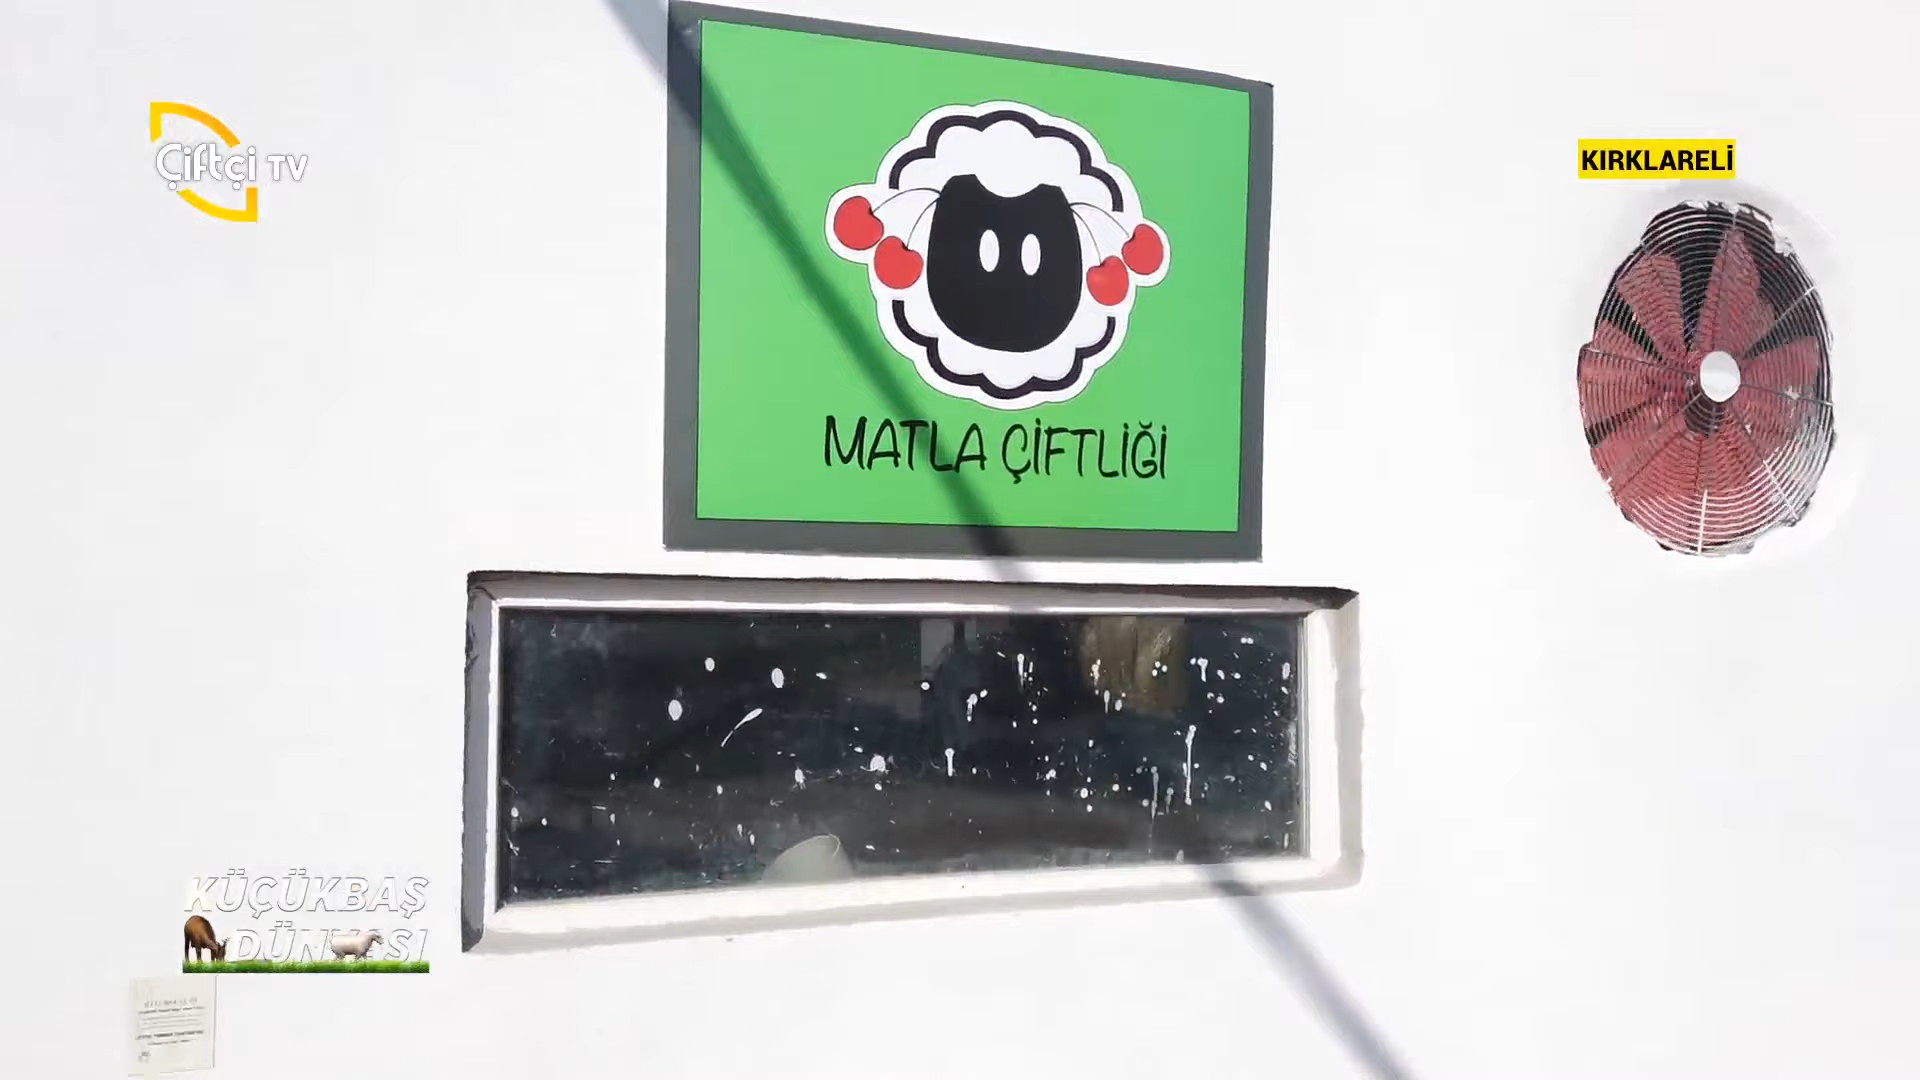 Çiftçi TV
KIRKLARELİ
MATLA ÇİFTLİĞİ
KÜÇÜKBAŞ
DÜNYASI